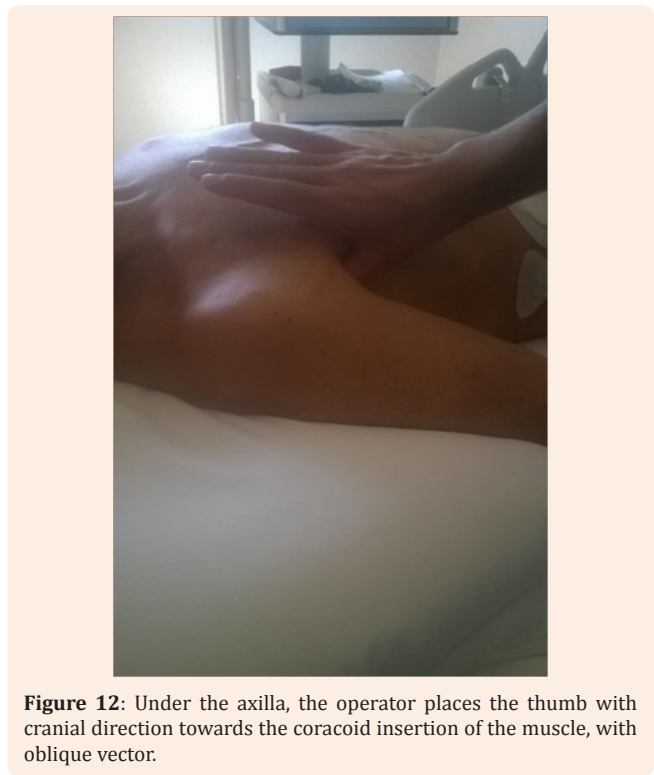 Figure 12: Under the axilla, the operator places the thumb with
cranial direction towards the coracoid insertion of the muscle, with
oblique vector.